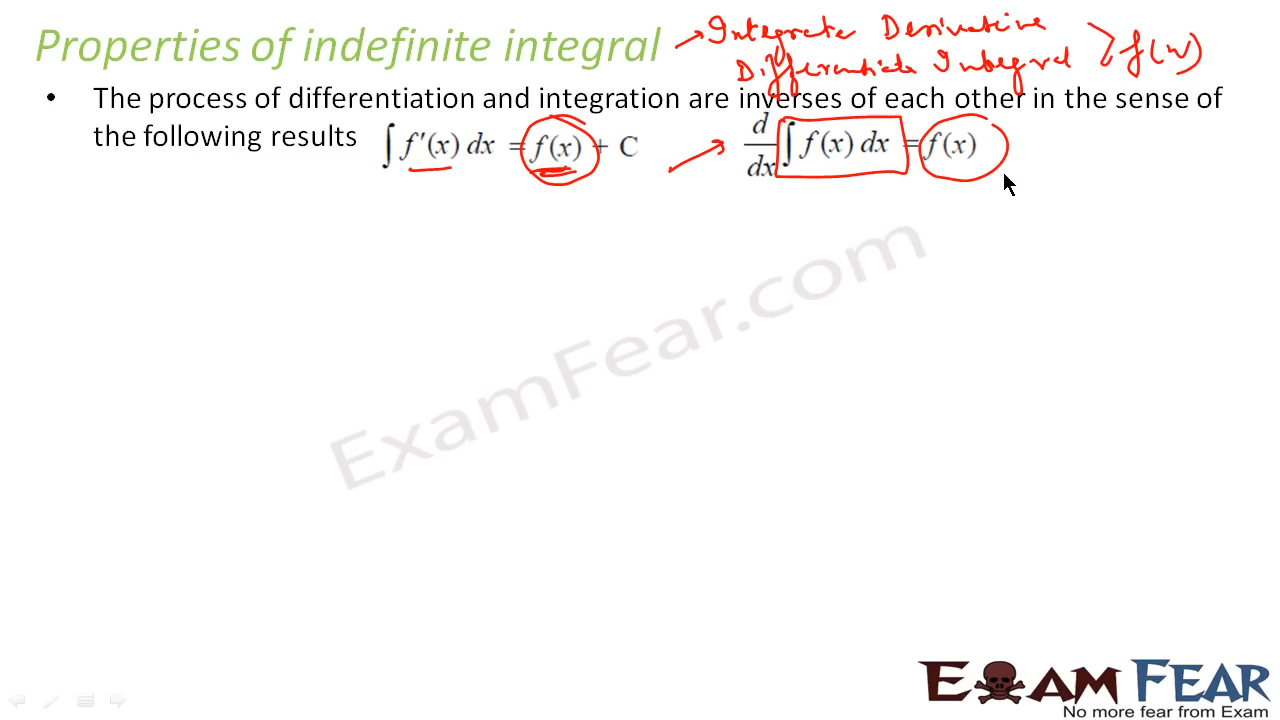 Properties of indefinite integral
→ Integrate Derivative
Differentiate Integral > f(x)
• The process of differentiation and integration are inverses of each other in the sense of
the following results ∫ f'(x) dx = f(x) + C
d/dx ∫ f(x) dx = f(x)
ExamFear.com
EXAM FEAR
No more fear from Exam